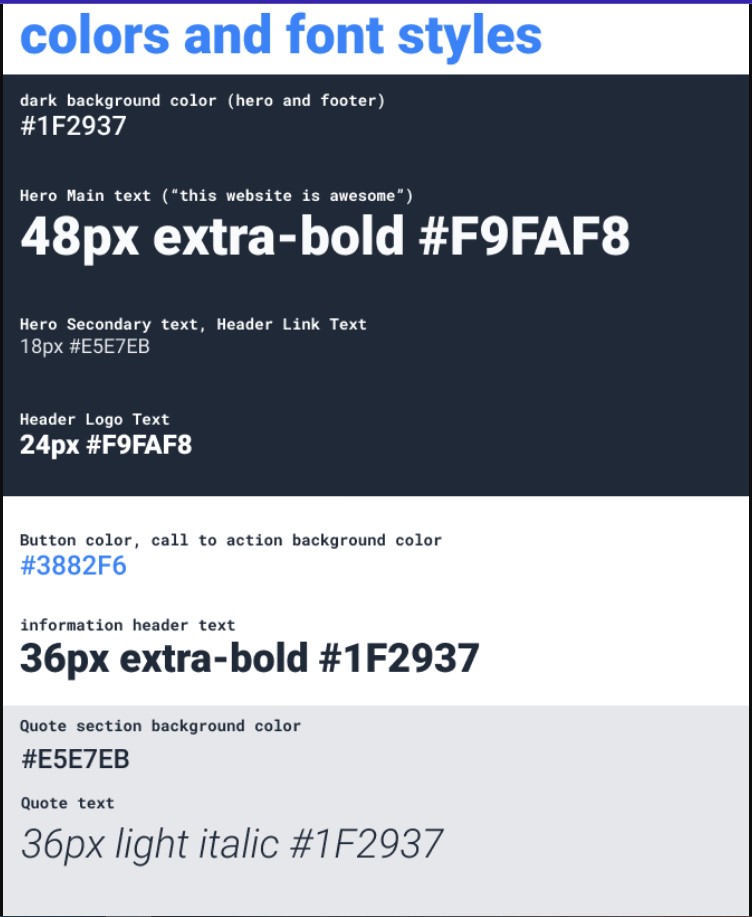 colors and font styles
dark background color (hero and footer)
#1F2937
Hero Main text (“this website is awesome”)
48px extra-bold #F9FAF8
Hero Secondary text, Header Link Text
18px #E5E7EB
Header Logo Text
24px #F9FAF8
Button color, call to action background color
#3882F6
information header text
36px extra-bold #1F2937
Quote section background color
#E5E7EB
Quote text
36px light italic #1F2937